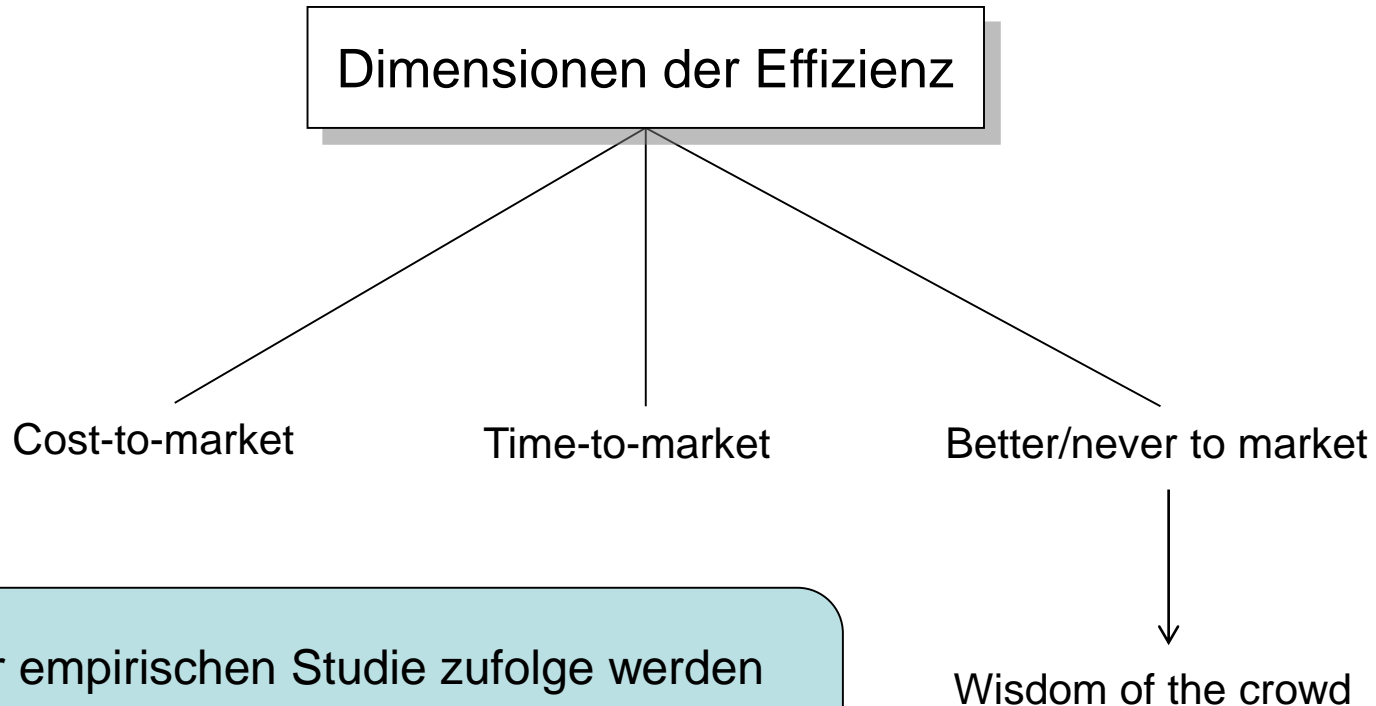 Dimensionen der Effizienz
Cost-to-market
Time-to-market
Better/never to market
empirischen Studie zufolge werden
Wisdom of the crowd